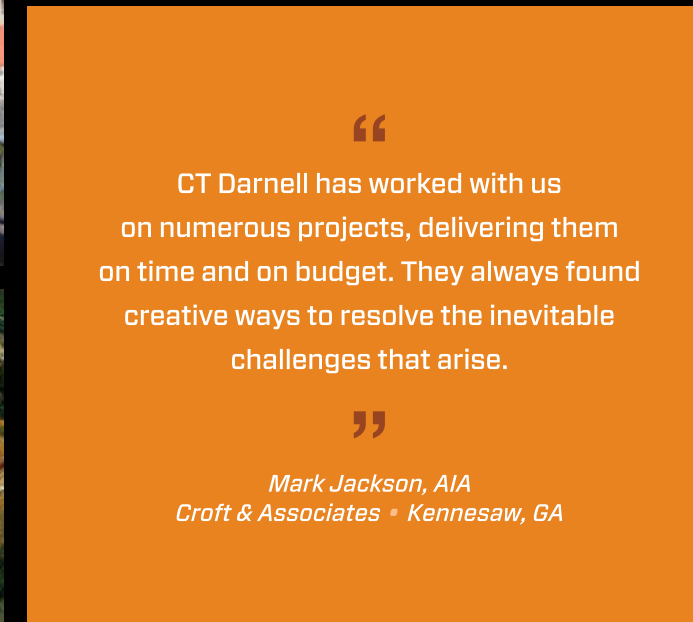 “
CT Darnell has worked with us
on numerous projects, delivering them
on time and on budget. They always found
creative ways to resolve the inevitable
challenges that arise.
”
Mark Jackson, AIA
Croft & Associates • Kennesaw, GA